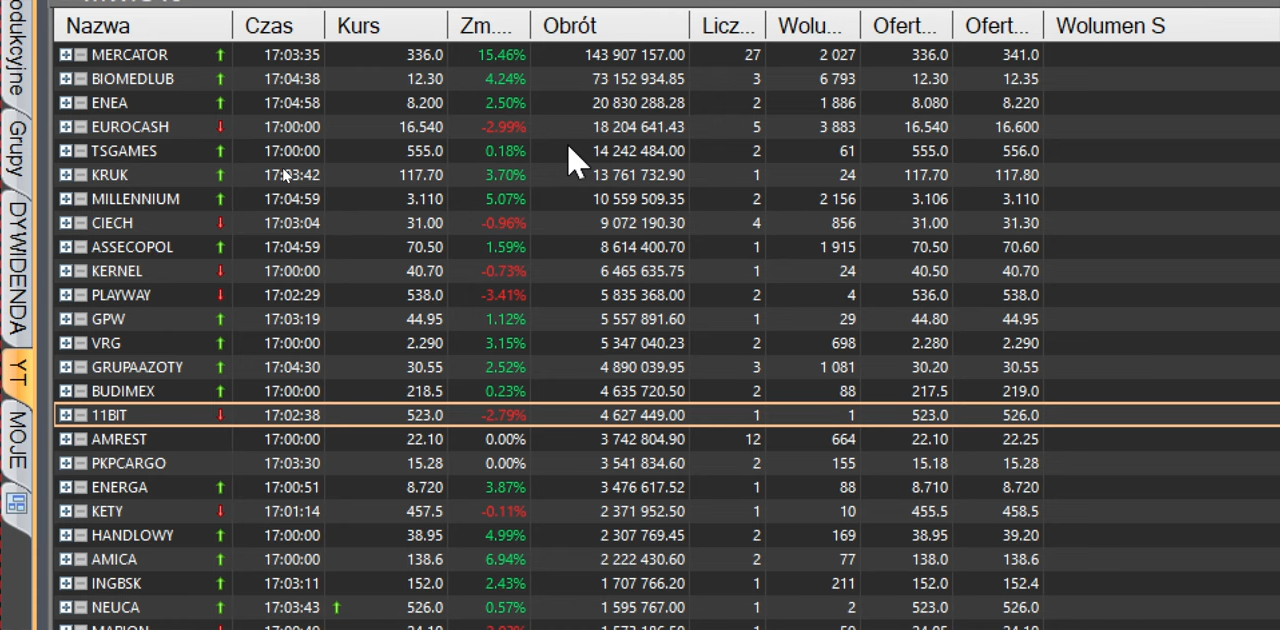 Nazwa Czas Kurs Zm.... Obrót Licz... Wolu... Ofert... Ofert... Wolumen S
MERCATOR 17:03:35 336.0 15.46% 143 907 157.00 27 2 027 336.0 341.0
BIOMEDLUB 17:04:38 12.30 4.24% 73 152 934.85 3 6 793 12.30 12.35
ENEA 17:04:58 8.200 2.50% 20 830 288.28 2 1 886 8.080 8.220
EUROCASH 17:00:00 16.540 -2.99% 18 204 641.43 5 3 883 16.540 16.600
TSGAMES 17:00:00 555.0 0.18% 14 242 484.00 2 61 555.0 556.0
KRUK 17:03:42 117.70 3.70% 13 761 732.90 1 24 117.70 117.80
MILLENNIUM 17:04:59 3.110 5.07% 10 559 509.35 2 2 156 3.106 3.110
CIECH 17:03:04 31.00 -0.96% 9 072 190.30 4 856 31.00 31.30
ASSECOPOL 17:04:59 70.50 1.59% 8 614 400.70 1 1 915 70.50 70.60
KERNEL 17:00:00 40.70 -0.73% 6 465 635.75 1 24 40.50 40.70
PLAYWAY 17:02:29 538.0 -3.41% 5 835 368.00 2 4 536.0 538.0
GPW 17:03:19 44.95 1.12% 5 557 891.60 1 29 44.80 44.95
VRG 17:00:00 2.290 3.15% 5 347 040.23 2 698 2.280 2.290
GRUPAAZOTY 17:04:30 30.55 2.52% 4 890 039.95 3 1 081 30.20 30.55
BUDIMEX 17:00:00 218.5 0.23% 4 635 720.50 2 88 217.5 219.0
11BIT 17:02:38 523.0 -2.79% 4 627 449.00 1 1 523.0 526.0
AMREST 17:00:00 22.10 0.00% 3 742 804.90 12 664 22.10 22.25
PKPCARGO 17:03:30 15.28 0.00% 3 541 834.60 2 155 15.18 15.28
ENERGA 17:00:51 8.720 3.87% 3 476 617.52 1 88 8.710 8.720
KETY 17:01:14 457.5 -0.11% 2 371 952.50 1 10 455.5 458.5
HANDLOWY 17:00:00 38.95 4.99% 2 307 769.45 2 169 38.95 39.20
AMICA 17:00:00 138.6 6.94% 2 222 430.60 2 77 138.0 138.6
INGBSK 17:03:11 152.0 2.43% 1 707 766.20 1 211 152.0 152.4
NEUCA 17:03:43 526.0 0.57% 1 595 767.00 1 2 523.0 526.0
odukcyjne
Grupy
DYWIDENDA
YT
MOJE